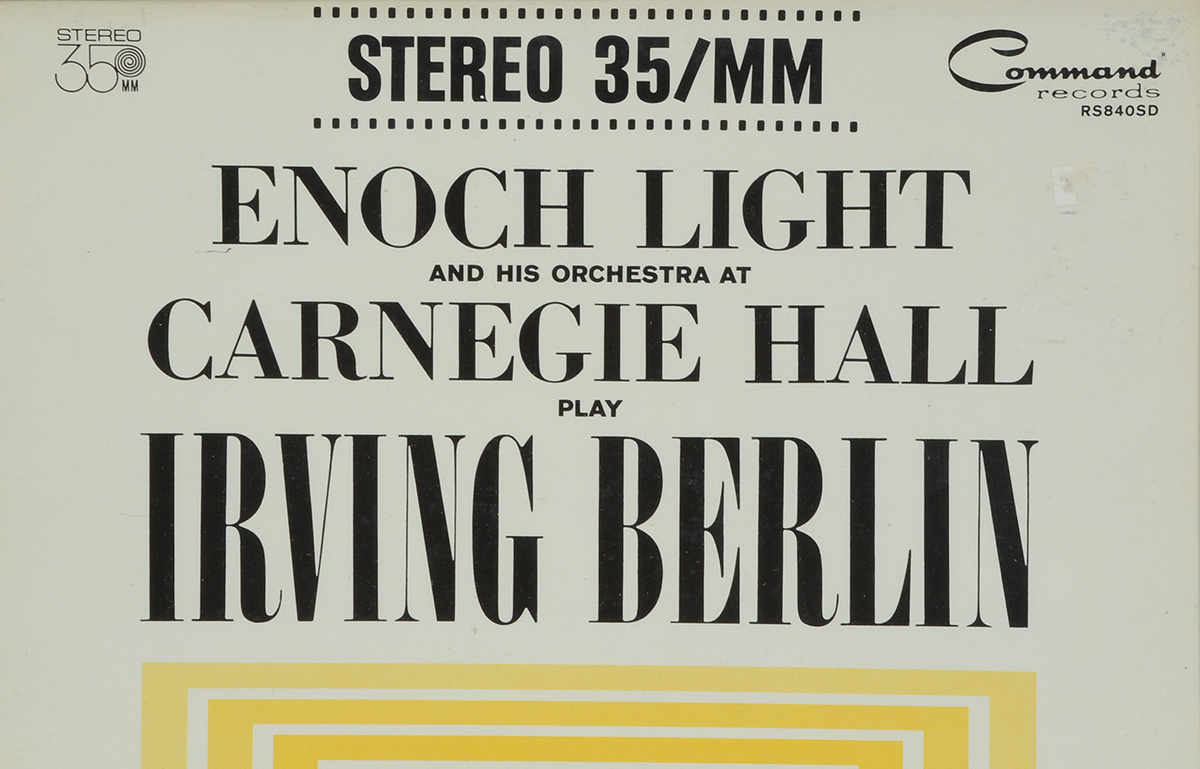 STEREO
35
MM
STEREO 35/MM
Command
records
RS840SD
ENOCH LIGHT
AND HIS ORCHESTRA AT
CARNEGIE HALL
PLAY
IRVING BERLIN